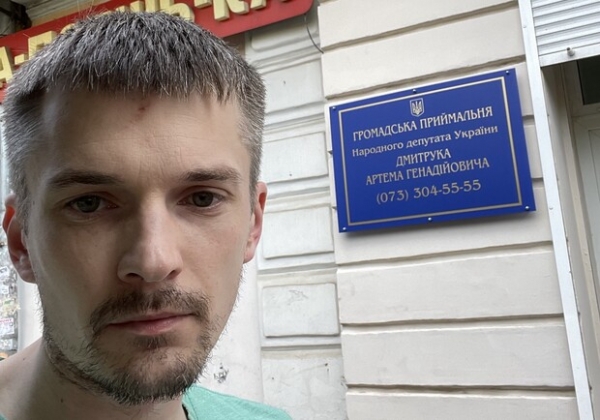 ГРОМАДСЬКА ПРИЙМАЛЬНЯ
Народного депутата України
ДМИТРУКА
АРТЕМА ГЕНАДІЙОВИЧА
(073) 304-55-55